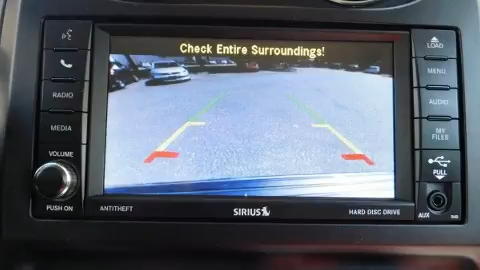 Check Entire Surroundings!
RADIO
MEDIA
VOLUME
PUSH ON
LOAD
MENU
AUDIO
MY
FILES
PULL
AUX
ANTITHEFT
SIRIUS
HARD DISC DRIVE